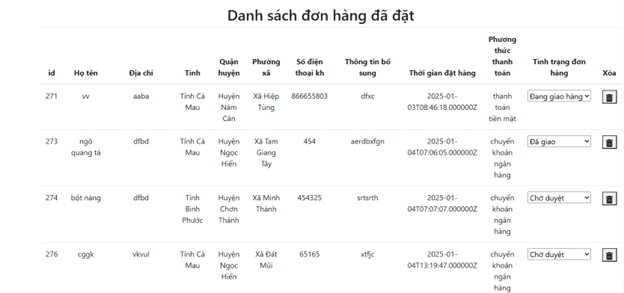 Danh sách đơn hàng đã đặt
id Họ tên Địa chỉ Tỉnh Quận huyện Phường xã Số điện thoại kh Thông tin bổ sung Thời gian đặt hàng Phương thức thanh toán Tình trạng đơn hàng Xóa
271 vv aaba Tỉnh Cà Mau Huyện Năm Căn Xã Hiệp Tùng 866655803 dfxc 2025-01-03T08:46:18.000000Z thanh toán tiền mặt Đang giao hàng
273 ngô quang tá dfbd Tỉnh Cà Mau Huyện Ngọc Hiển Xã Tam Giang Tây 454 aerdbxfgn 2025-01-04T07:06:05.000000Z chuyển khoản ngân hàng Đã giao
274 bột năng dfbd Tỉnh Bình Phước Huyện Chơn Thành Xã Minh Thành 454325 srtsrth 2025-01-04T07:07:07.000000Z chuyển khoản ngân hàng Chờ duyệt
276 cggk vkvul Tỉnh Cà Mau Huyện Ngọc Hiển Xã Đất Mũi 65165 xtfjc 2025-01-04T13:19:47.000000Z chuyển khoản ngân hàng Chờ duyệt